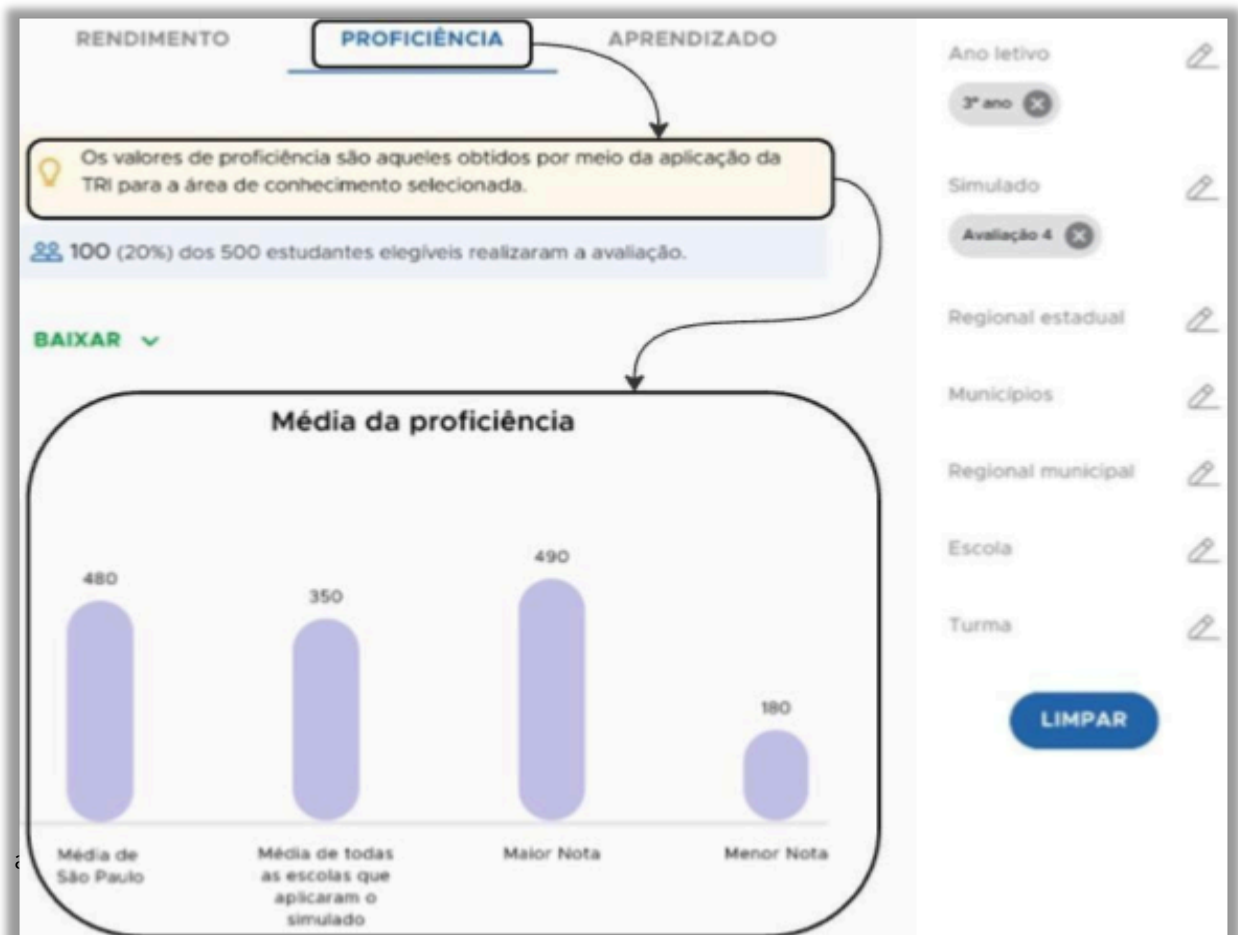 RENDIMENTO PROFICIÊNCIA APRENDIZADO
Os valores de proficiência são aqueles obtidos por meio da aplicação da
TRI para a área de conhecimento selecionada.
100 (20%) dos 500 estudantes elegíveis realizaram a avaliação.
BAIXAR
Média da proficiência
480
350
490
180
Média de
São Paulo
Média de todas
as escolas que
aplicaram o
simulado
Maior Nota
Menor Nota
Ano letivo
3ª ano
Simulado
Avaliação 4
Regional estadual
Municípios
Regional municipal
Escola
Turma
LIMPAR